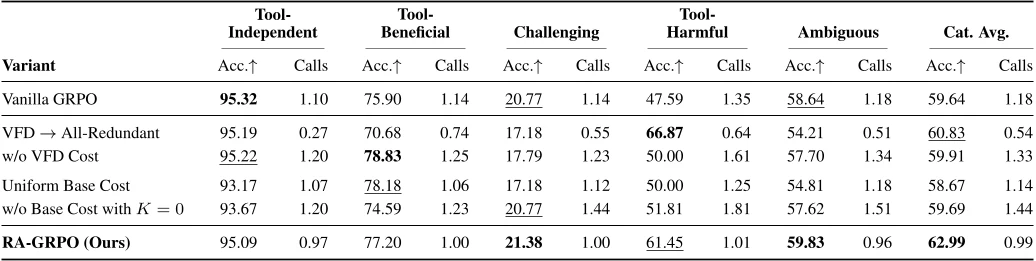 Tool-Independent Tool-Beneficial Challenging Tool-Harmful Ambiguous Cat. Avg.
Variant Acc.↑ Calls Acc.↑ Calls Acc.↑ Calls Acc.↑ Calls Acc.↑ Calls Acc.↑ Calls
Vanilla GRPO 95.32 1.10 75.90 1.14 20.77 1.14 47.59 1.35 58.64 1.18 59.64 1.18
VFD → All-Redundant 95.19 0.27 70.68 0.74 17.18 0.55 66.87 0.64 54.21 0.51 60.83 0.54
w/o VFD Cost 95.22 1.20 78.83 1.25 17.79 1.23 50.00 1.61 57.70 1.34 59.91 1.33
Uniform Base Cost 93.17 1.07 78.18 1.06 17.18 1.12 50.00 1.25 54.81 1.18 58.67 1.14
w/o Base Cost with K = 0 93.67 1.20 74.59 1.23 20.77 1.44 51.81 1.81 57.62 1.51 59.69 1.44
RA-GRPO (Ours) 95.09 0.97 77.20 1.00 21.38 1.00 61.45 1.01 59.83 0.96 62.99 0.99